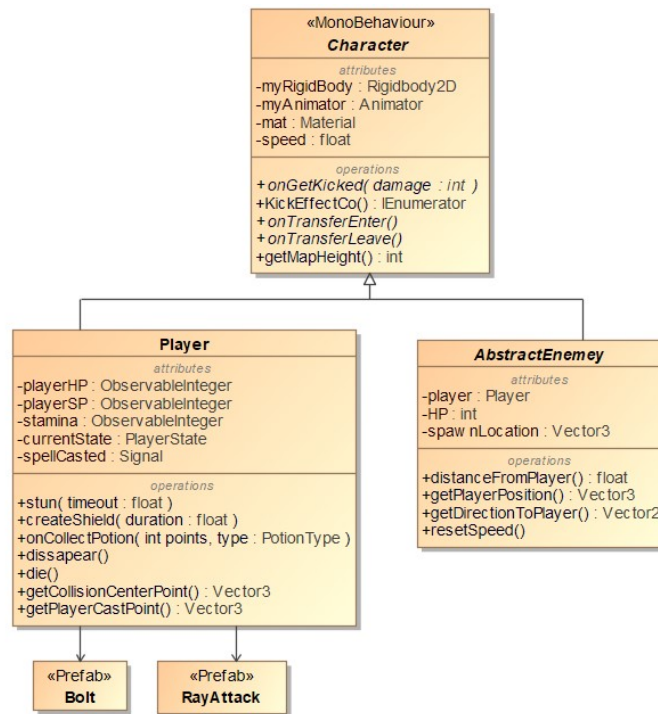 «MonoBehaviour»
Character
attributes
-myRigidBody : Rigidbody2D
-myAnimator : Animator
-mat : Material
-speed : float
operations
+onGetKicked( damage : int )
+KickEffectCo() : IEnumerator
+onTransferEnter()
+onTransferLeave()
+getMapHeight() : int
Player
attributes
-playerHP : ObservableInteger
-playerSP : ObservableInteger
-stamina : ObservableInteger
-currentState : PlayerState
-spellCasted : Signal
operations
+stun( timeout : float )
+createShield( duration : float )
+onCollectPotion( int points, type : PotionType )
+dissapear()
+die()
+getCollisionCenterPoint() : Vector3
+getPlayerCastPoint() : Vector3
AbstractEnemey
attributes
-player : Player
-HP : int
-spawnLocation : Vector3
operations
+distanceFromPlayer() : float
+getPlayerPosition() : Vector3
+getDirectionToPlayer() : Vector2
+resetSpeed()
«Prefab»
Bolt
«Prefab»
RayAttack